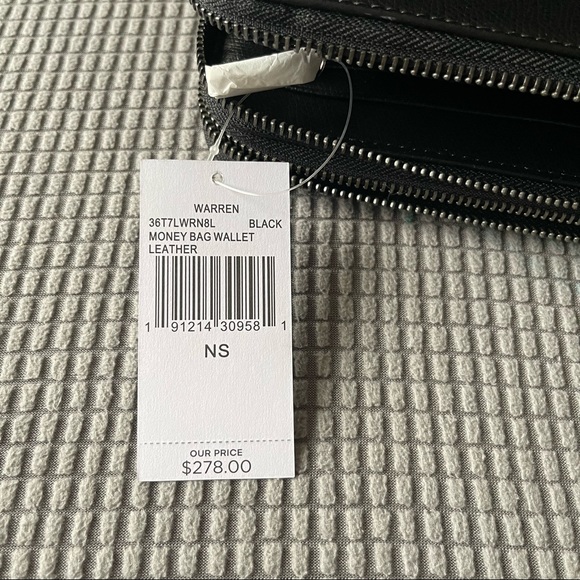 WARREN
36T7LWRN8L BLACK
MONEY BAG WALLET
LEATHER
1 91214 30958 1
NS
OUR PRICE
$278.00